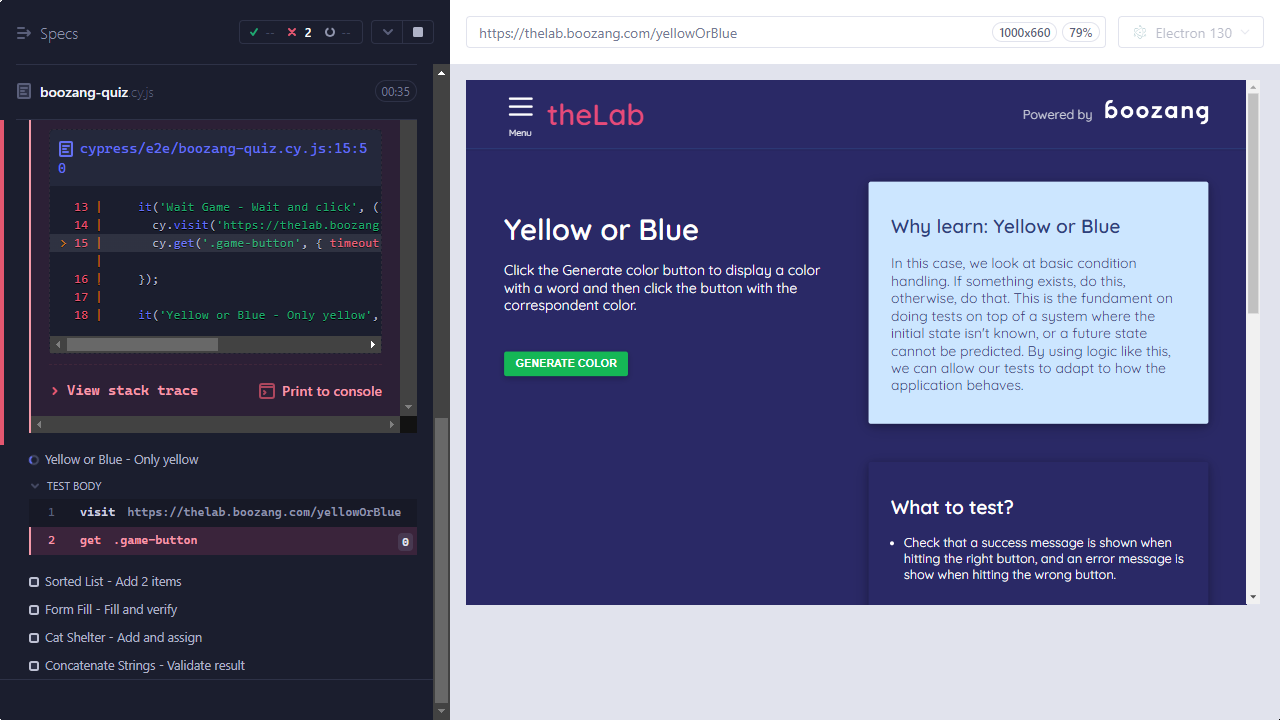 Specs
-- 2 --
boozang-quiz.cy.js
00:35
cypress/e2e/boozang-quiz.cy.js:15:5
0
13 | it('Wait Game - Wait and click', (
14 | cy.visit('https://thelab.boozang
> 15 | cy.get('.game-button', { timeout
|
16 | });
17 |
18 | it('Yellow or Blue - Only yellow',
> View stack trace
Print to console
Yellow or Blue - Only yellow
TEST BODY
1 visit https://thelab.boozang.com/yellowOrBlue
2 get .game-button 0
Sorted List - Add 2 items
Form Fill - Fill and verify
Cat Shelter - Add and assign
Concatenate Strings - Validate result
https://thelab.boozang.com/yellowOrBlue
1000x660
79%
Electron 130
Menu
theLab
Powered by boozang
Yellow or Blue
Click the Generate color button to display a color
with a word and then click the button with the
correspondent color.
GENERATE COLOR
Why learn: Yellow or Blue
In this case, we look at basic condition
handling. If something exists, do this,
otherwise, do that. This is the fundament on
doing tests on top of a system where the
initial state isn't known, or a future state
cannot be predicted. By using logic like this,
we can allow our tests to adapt to how the
application behaves.
What to test?
• Check that a success message is shown when
hitting the right button, and an error message is
show when hitting the wrong button.